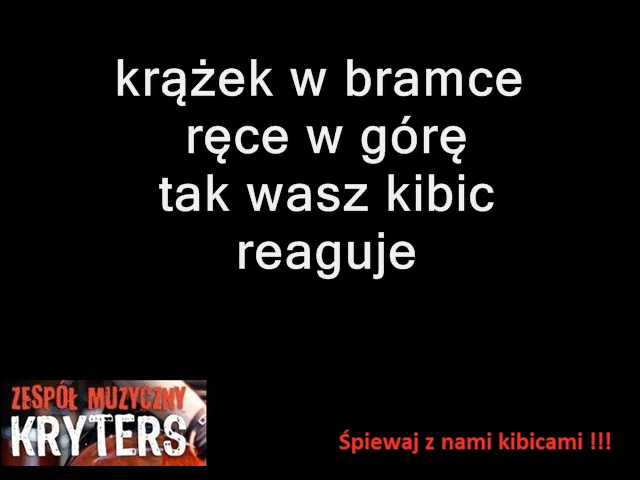 krążek w bramce
ręce w górę
tak wasz kibic
reaguje
ZESPÓŁ MUZYCZNY
KRYTERS
Śpiewaj z nami kibicami !!!